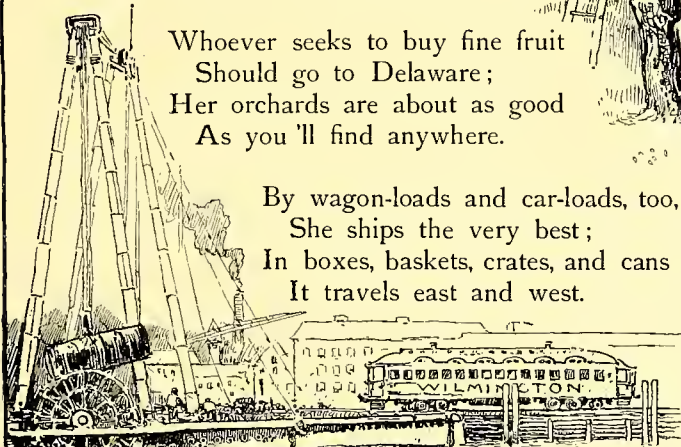 Whoever seeks to buy fine fruit
Should go to Delaware;
Her orchards are about as good
As you 'll find anywhere.
By wagon-loads and car-loads, too,
She ships the very best;
In boxes, baskets, crates, and cans
It travels east and west.
WILMINGTON